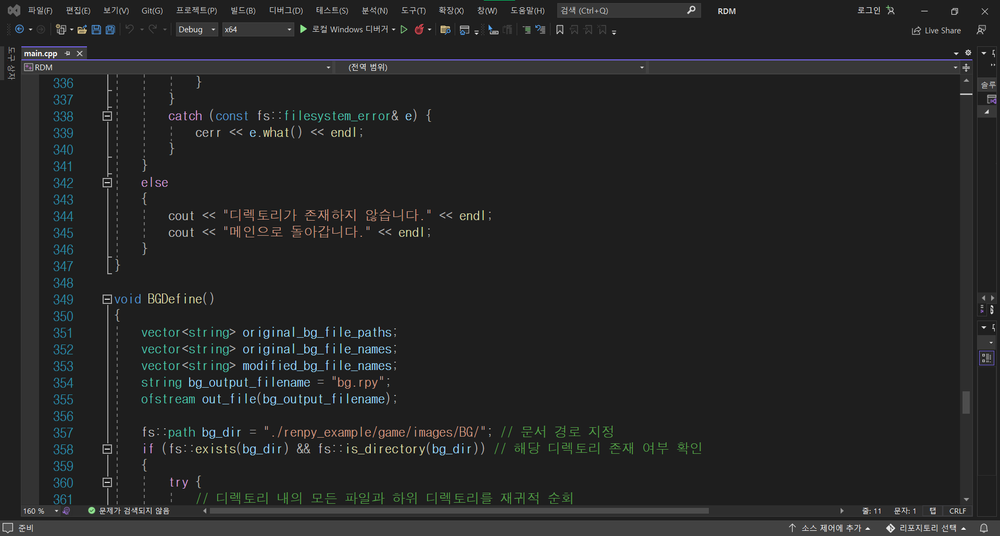 파일(F) 편집(E) 보기(V) Git(G) 프로젝트(P) 빌드(B) 디버그(D) 테스트(S) 분석(N) 도구(T) 확장(X) 창(W) 도움말(H) 검색 (Ctrl+Q) RDM 로그인
Debug x64 로컬 Windows 디버거 Live Share
도구 상자
main.cpp
RDM (전역 범위)
솔루
336 }
337 }
338 catch (const fs::filesystem_error& e) {
339 cerr << e.what() << endl;
340 }
341 }
342 else
343 {
344 cout << "디렉토리가 존재하지 않습니다." << endl;
345 cout << "메인으로 돌아갑니다." << endl;
346 }
347 }
348
349 void BGDefine()
350 {
351 vector<string> original_bg_file_paths;
352 vector<string> original_bg_file_names;
353 vector<string> modified_bg_file_names;
354 string bg_output_filename = "bg.rpy";
355 ofstream out_file(bg_output_filename);
356
357 fs::path bg_dir = "./renpy_example/game/images/BG/"; // 문서 경로 지정
358 if (fs::exists(bg_dir) && fs::is_directory(bg_dir)) // 해당 디렉토리 존재 여부 확인
359 {
360 try {
361 // 디렉토리 내의 모든 파일과 하위 디렉토리를 재귀적 순회
160 % 문제가 검색되지 않음 줄: 11 문자: 1 탭 CRLF
준비 소스 제어에 추가 리포지토리 선택